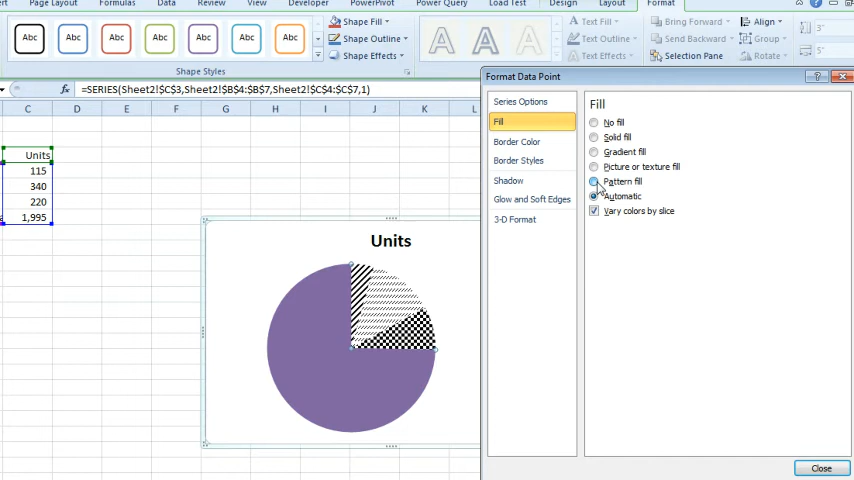 Page Layout Formulas Data Review View Developer PowerPivot Power Query Load Test Design Layout Format
Abc Abc Abc Abc Abc Abc Abc
Shape Fill
Shape Outline
Shape Effects
Shape Styles
A A A
Text Fill
Text Outline
Text Effects
Bring Forward
Send Backward
Selection Pane
Align
Group
Rotate
3"
5"
fx =SERIES(Sheet2!$C$3,Sheet2!$B$4:$B$7,Sheet2!$C$4:$C$7,1)
C D E F G H I J K L
Units
115
340
220
1,995
Units
Format Data Point
Series Options
Fill
Border Color
Border Styles
Shadow
Glow and Soft Edges
3-D Format
Fill
No fill
Solid fill
Gradient fill
Picture or texture fill
Pattern fill
Automatic
Vary colors by slice
Close